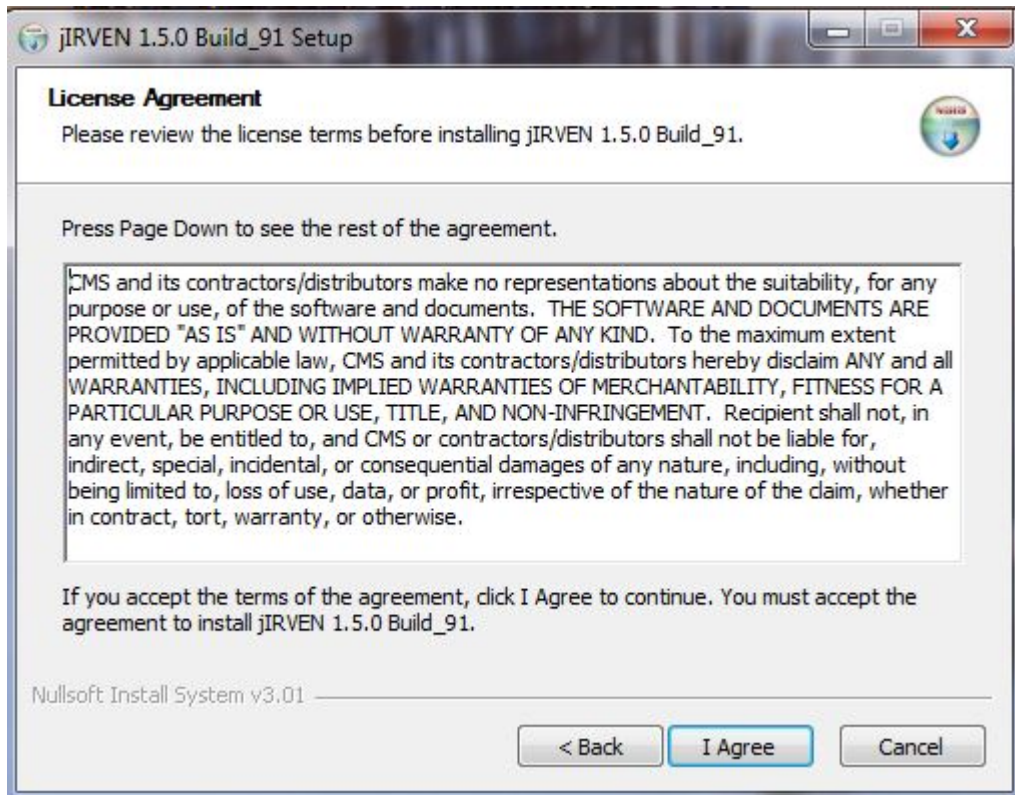 jIRVEN 1.5.0 Build_91 Setup
License Agreement
Please review the license terms before installing jIRVEN 1.5.0 Build_91.
Press Page Down to see the rest of the agreement.
CMS and its contractors/distributors make no representations about the suitability, for any
purpose or use, of the software and documents.  THE SOFTWARE AND DOCUMENTS ARE
PROVIDED "AS IS" AND WITHOUT WARRANTY OF ANY KIND.  To the maximum extent
permitted by applicable law, CMS and its contractors/distributors hereby disclaim ANY and all
WARRANTIES, INCLUDING IMPLIED WARRANTIES OF MERCHANTABILITY, FITNESS FOR A
PARTICULAR PURPOSE OR USE, TITLE, AND NON-INFRINGEMENT.  Recipient shall not, in
any event, be entitled to, and CMS or contractors/distributors shall not be liable for,
indirect, special, incidental, or consequential damages of any nature, including, without
being limited to, loss of use, data, or profit, irrespective of the nature of the claim, whether
in contract, tort, warranty, or otherwise.
If you accept the terms of the agreement, click I Agree to continue. You must accept the
agreement to install jIRVEN 1.5.0 Build_91.
Nullsoft Install System v3.01
< Back
I Agree
Cancel